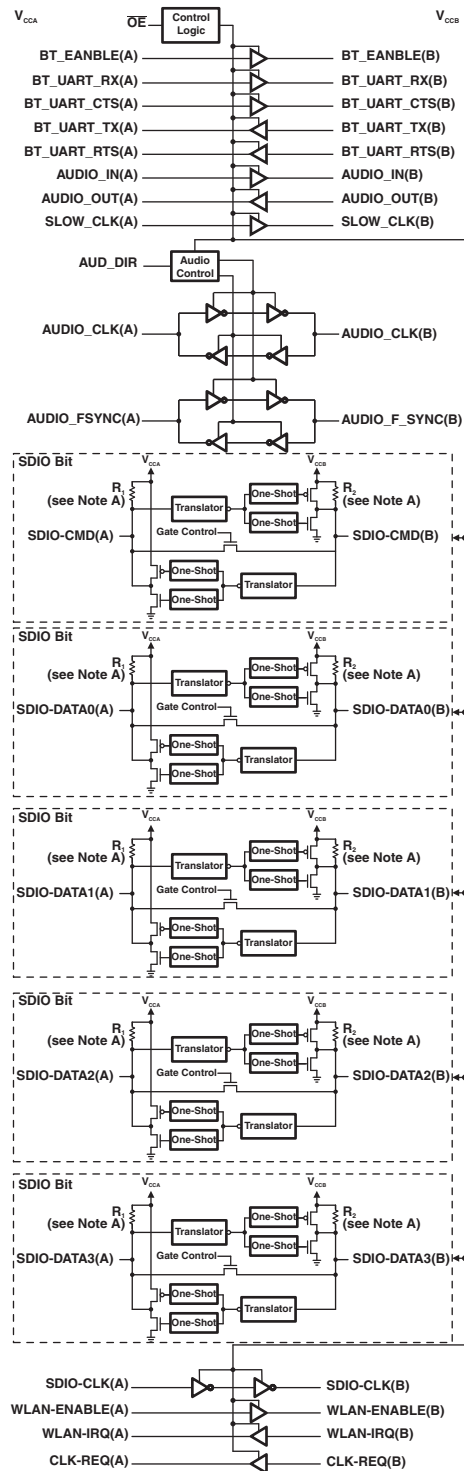 VCCA OE Control Logic VCCB
BT_EANBLE(A) BT_EANBLE(B)
BT_UART_RX(A) BT_UART_RX(B)
BT_UART_CTS(A) BT_UART_CTS(B)
BT_UART_TX(A) BT_UART_TX(B)
BT_UART_RTS(A) BT_UART_RTS(B)
AUDIO_IN(A) AUDIO_IN(B)
AUDIO_OUT(A) AUDIO_OUT(B)
SLOW_CLK(A) SLOW_CLK(B)
AUD_DIR Audio Control
AUDIO_CLK(A) AUDIO_CLK(B)
AUDIO_FSYNC(A) AUDIO_F_SYNC(B)
SDIO Bit VCCA VCCB
R1 (see Note A) Translator One-Shot R2 (see Note A)
One-Shot
SDIO-CMD(A) Gate Control SDIO-CMD(B)
One-Shot
One-Shot Translator
SDIO Bit VCCA VCCB
R1 (see Note A) Translator One-Shot R2 (see Note A)
One-Shot
SDIO-DATA0(A) Gate Control SDIO-DATA0(B)
One-Shot
One-Shot Translator
SDIO Bit VCCA VCCB
R1 (see Note A) Translator One-Shot R2 (see Note A)
One-Shot
SDIO-DATA1(A) Gate Control SDIO-DATA1(B)
One-Shot
One-Shot Translator
SDIO Bit VCCA VCCB
R1 (see Note A) Translator One-Shot R2 (see Note A)
One-Shot
SDIO-DATA2(A) Gate Control SDIO-DATA2(B)
One-Shot
One-Shot Translator
SDIO Bit VCCA VCCB
R1 (see Note A) Translator One-Shot R2 (see Note A)
One-Shot
SDIO-DATA3(A) Gate Control SDIO-DATA3(B)
One-Shot
One-Shot Translator
SDIO-CLK(A) SDIO-CLK(B)
WLAN-ENABLE(A) WLAN-ENABLE(B)
WLAN-IRQ(A) WLAN-IRQ(B)
CLK-REQ(A) CLK-REQ(B)